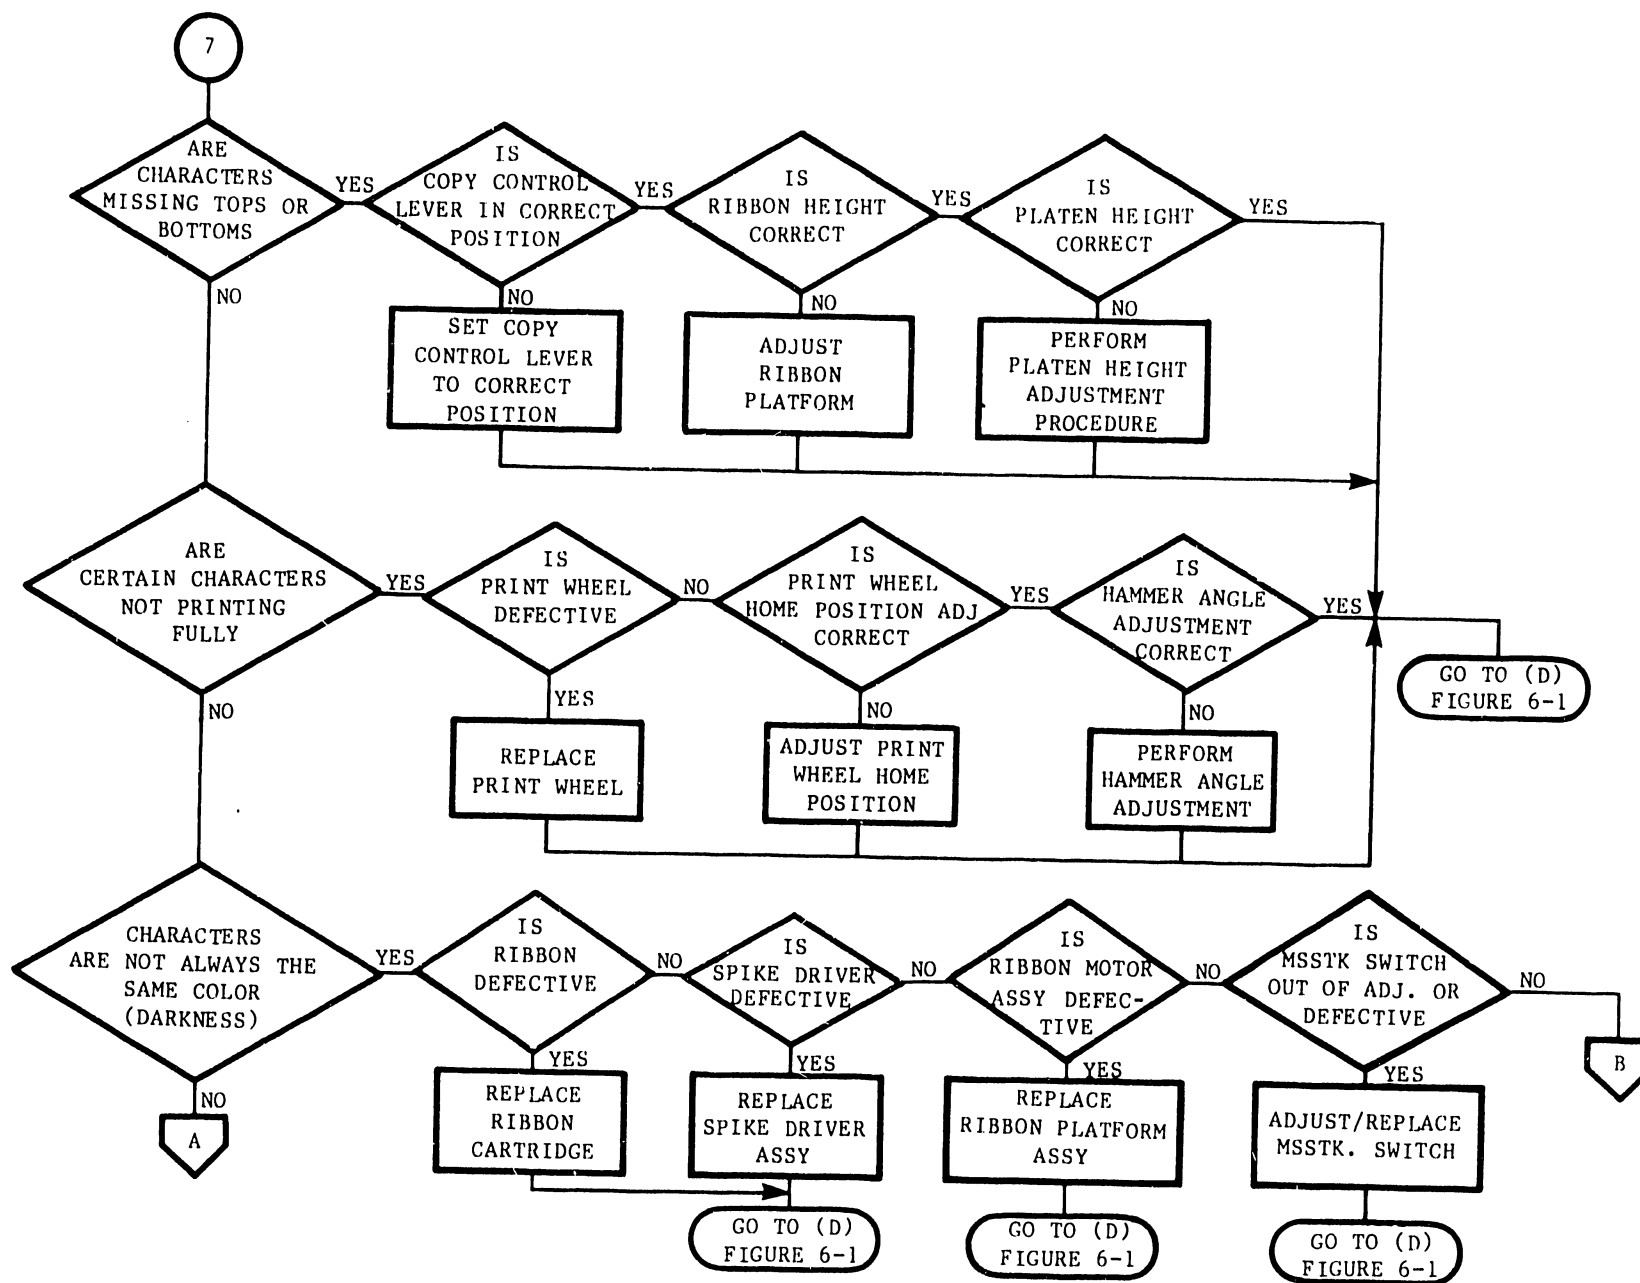 7
ARE
CHARACTERS
MISSING TOPS OR
BOTTOMS
YES
NO
IS
COPY CONTROL
LEVER IN CORRECT
POSITION
YES
NO
IS
RIBBON HEIGHT
CORRECT
YES
NO
IS
PLATEN HEIGHT
CORRECT
YES
NO
SET COPY
CONTROL LEVER
TO CORRECT
POSITION
ADJUST
RIBBON
PLATFORM
PERFORM
PLATEN HEIGHT
ADJUSTMENT
PROCEDURE
ARE
CERTAIN CHARACTERS
NOT PRINTING
FULLY
YES
NO
IS
PRINT WHEEL
DEFECTIVE
NO
YES
IS
PRINT WHEEL
HOME POSITION ADJ
CORRECT
YES
NO
IS
HAMMER ANGLE
ADJUSTMENT
CORRECT
YES
NO
GO TO (D)
FIGURE 6-1
REPLACE
PRINT WHEEL
ADJUST PRINT
WHEEL HOME
POSITION
PERFORM
HAMMER ANGLE
ADJUSTMENT
CHARACTERS
ARE NOT ALWAYS THE
SAME COLOR
(DARKNESS)
YES
NO
A
IS
RIBBON
DEFECTIVE
NO
YES
IS
SPIKE DRIVER
DEFECTIVE
NO
YES
IS
RIBBON MOTOR
ASSY DEFEC-
TIVE
NO
YES
IS
MSSTK SWITCH
OUT OF ADJ. OR
DEFECTIVE
NO
YES
B
REPLACE
RIBBON
CARTRIDGE
REPLACE
SPIKE DRIVER
ASSY
REPLACE
RIBBON PLATFORM
ASSY
ADJUST/REPLACE
MSSTK. SWITCH
GO TO (D)
FIGURE 6-1
GO TO (D)
FIGURE 6-1
GO TO (D)
FIGURE 6-1